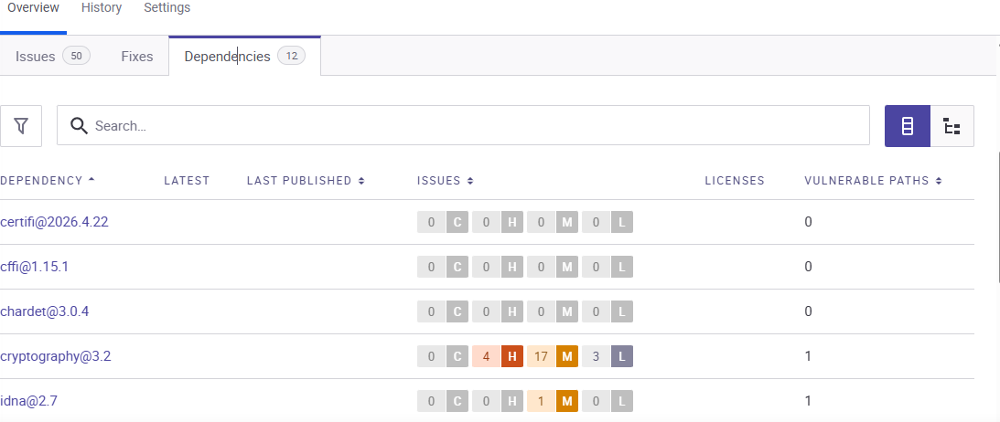 Overview History Settings
Issues 50 Fixes Dependencies 12
Search...
DEPENDENCY LATEST LAST PUBLISHED ISSUES LICENSES VULNERABLE PATHS
certifi@2026.4.22 0 C 0 H 0 M 0 L 0
cffi@1.15.1 0 C 0 H 0 M 0 L 0
chardet@3.0.4 0 C 0 H 0 M 0 L 0
cryptography@3.2 0 C 4 H 17 M 3 L 1
idna@2.7 0 C 0 H 1 M 0 L 1